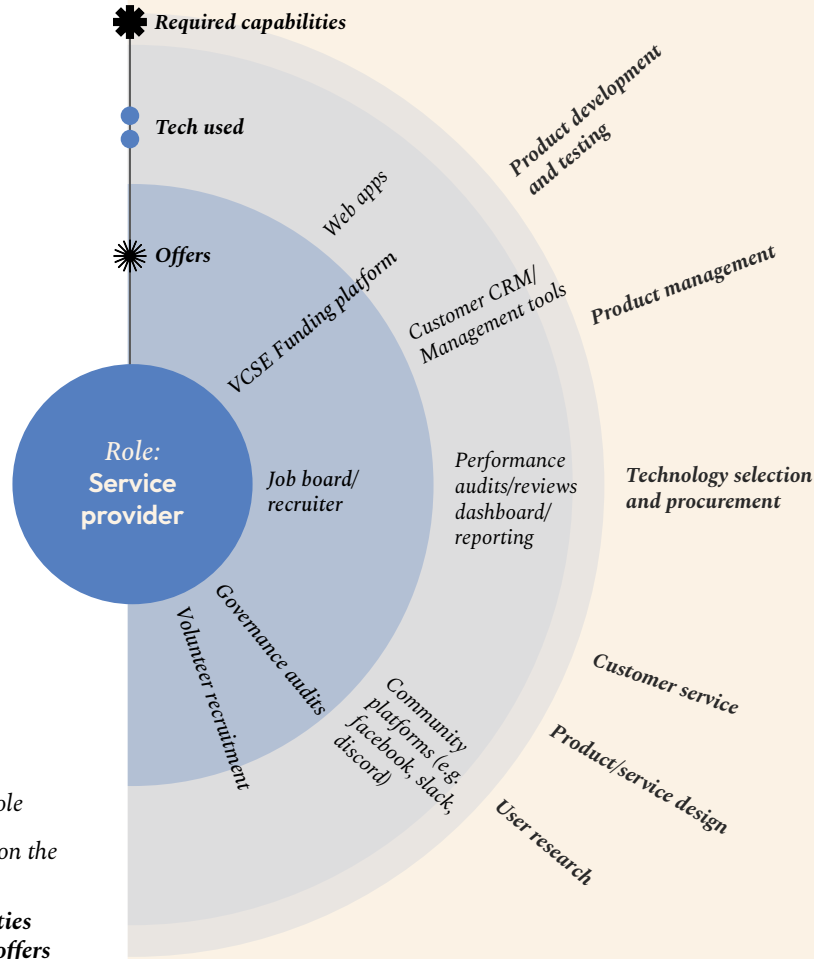 Required capabilities
Tech used
Offers
Role:
Service
provider
VCSE Funding platform
Job board/
recruiter
Governance audits
Volunteer recruitment
Web apps
Customer CRM/
Management tools
Performance
audits/reviews
dashboard/
reporting
Community
platforms (e.g.
facebook, slack,
discord)
Product development
and testing
Product management
Technology selection
and procurement
Customer service
Product/service design
User research
ole
on the
ties
offers